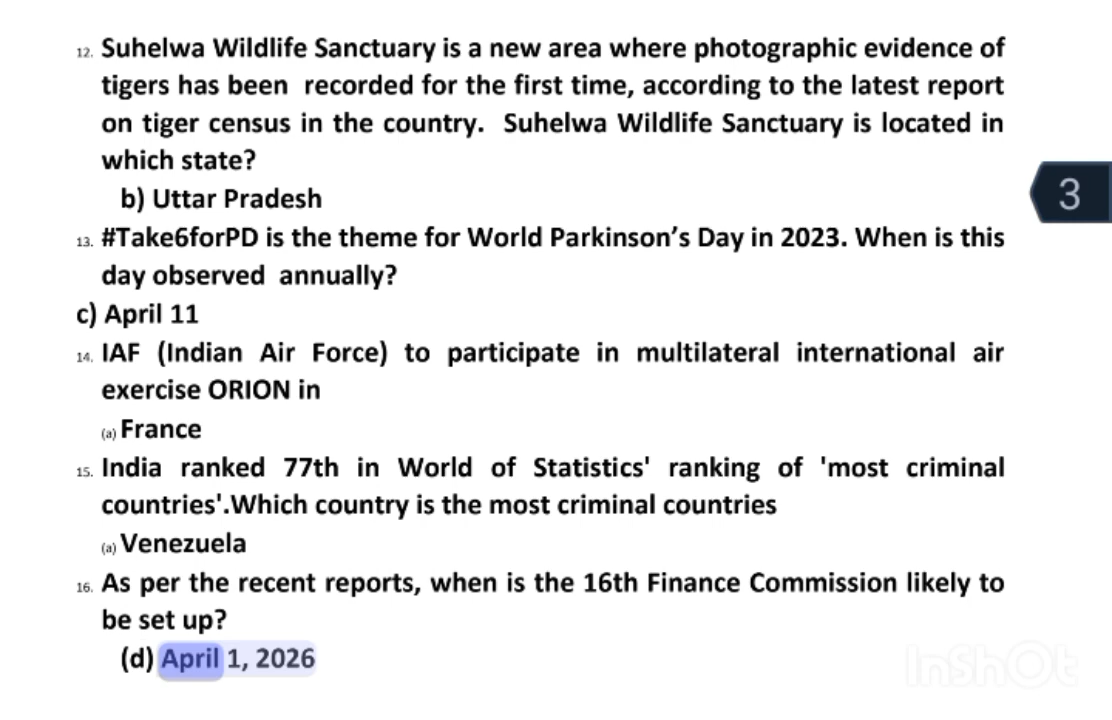 12. Suhelwa Wildlife Sanctuary is a new area where photographic evidence of
tigers has been recorded for the first time, according to the latest report
on tiger census in the country. Suhelwa Wildlife Sanctuary is located in
which state?
b) Uttar Pradesh
3
13. #Take6forPD is the theme for World Parkinson’s Day in 2023. When is this
day observed annually?
c) April 11
14. IAF (Indian Air Force) to participate in multilateral international air
exercise ORION in
(a) France
15. India ranked 77th in World of Statistics' ranking of 'most criminal
countries'.Which country is the most criminal countries
(a) Venezuela
16. As per the recent reports, when is the 16th Finance Commission likely to
be set up?
(d) April 1, 2026
InShOt